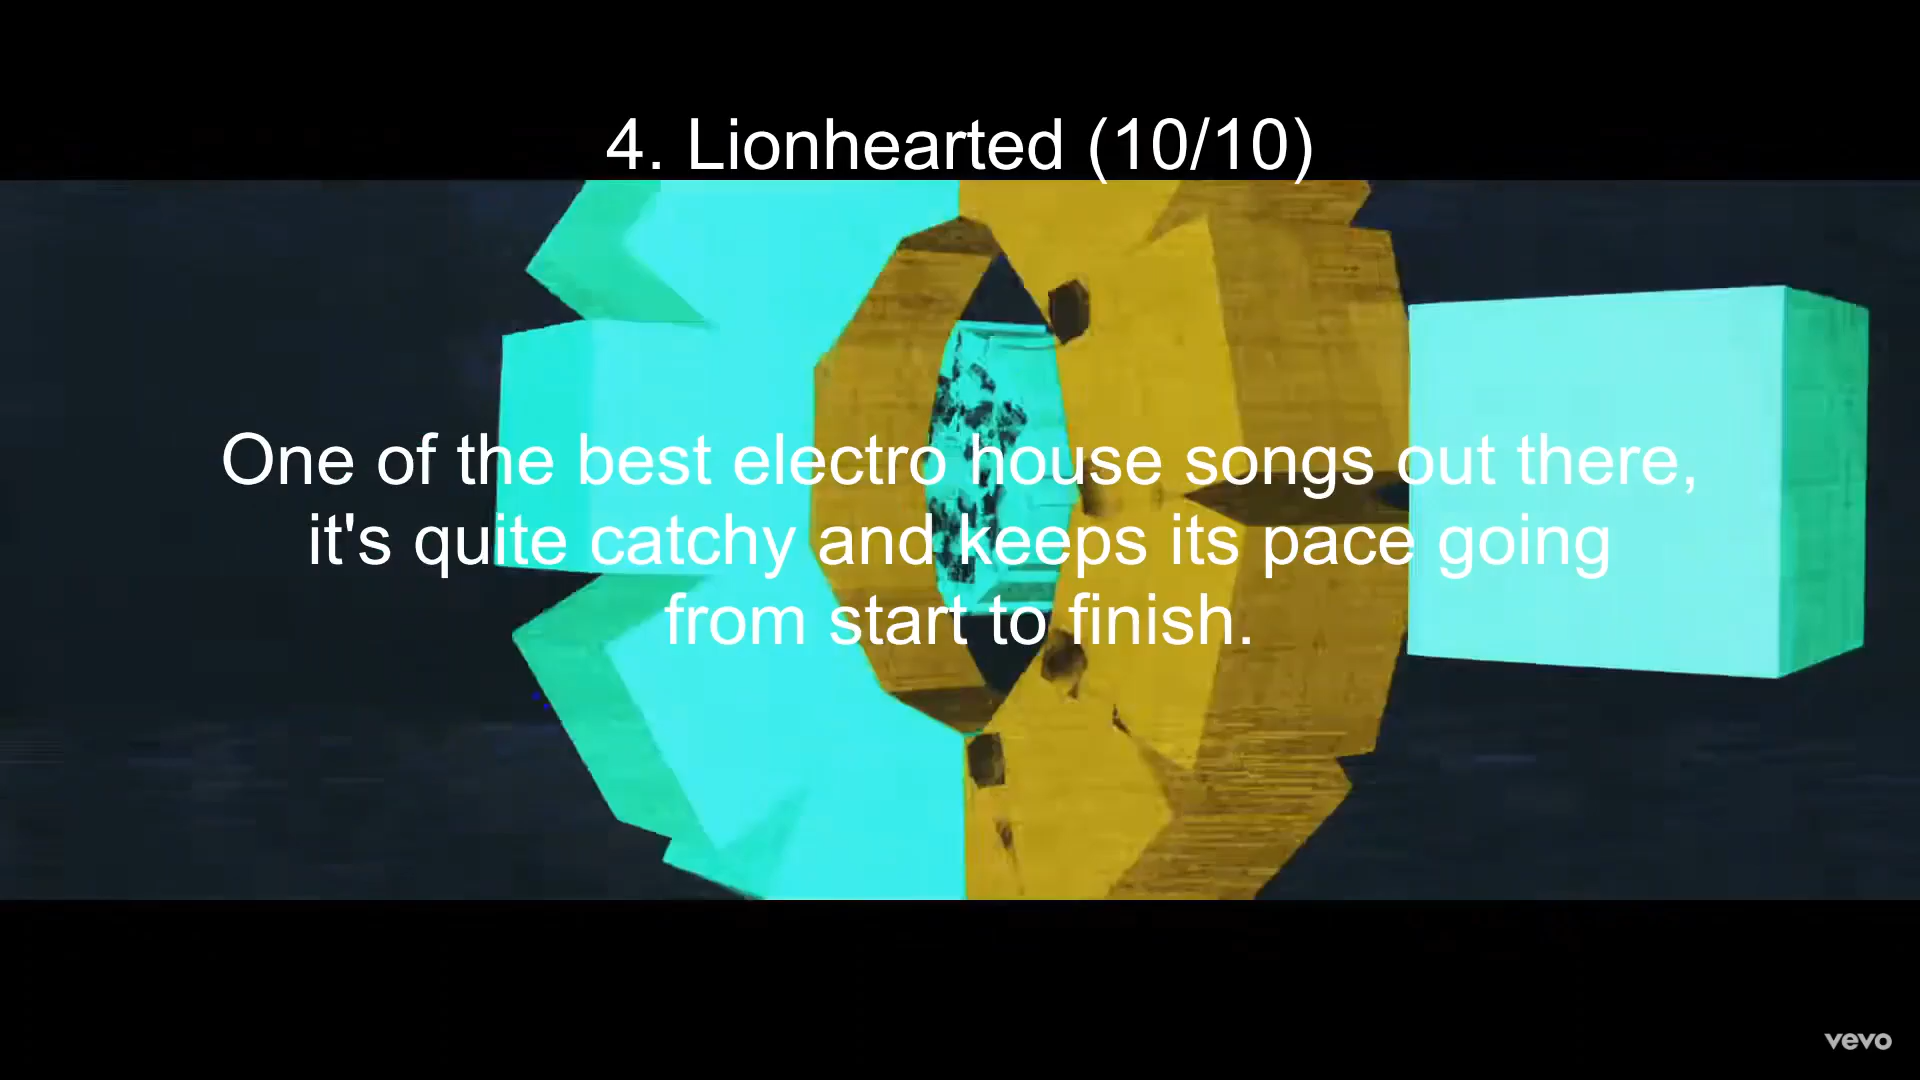 4. Lionhearted (10/10)
One of the best electro house songs out there,
it's quite catchy and keeps its pace going
from start to finish.
vevo